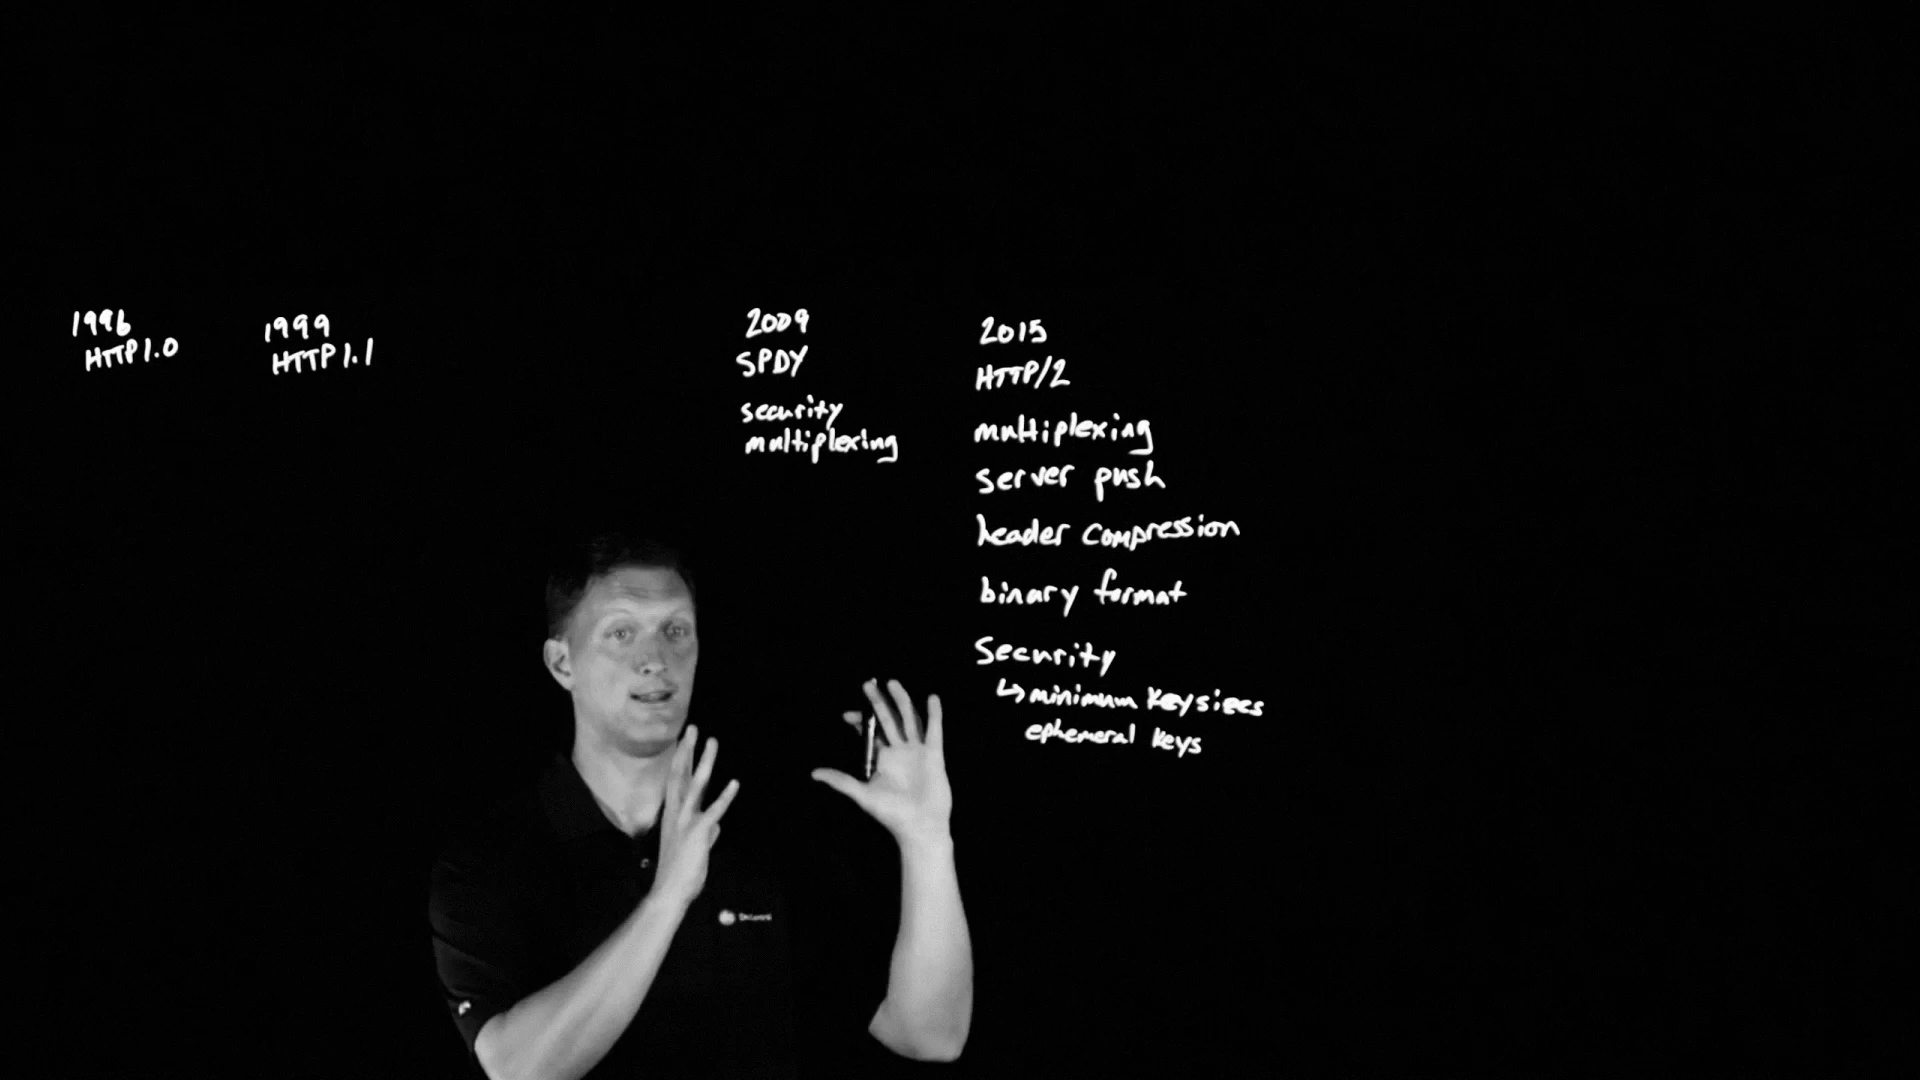 1996
HTTP 1.0
1999
HTTP 1.1
2009
SPDY
security
multiplexing
2015
HTTP/2
multiplexing
server push
header compression
binary format
Security
↳ minimum keysizes
ephemeral keys